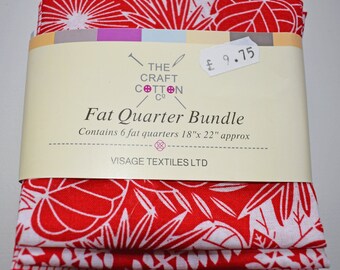 £ 9.75
THE
CRAFT
COTTON
Co
Fat Quarter Bundle
Contains 6 fat quarters 18"x 22" approx
VISAGE TEXTILES LTD